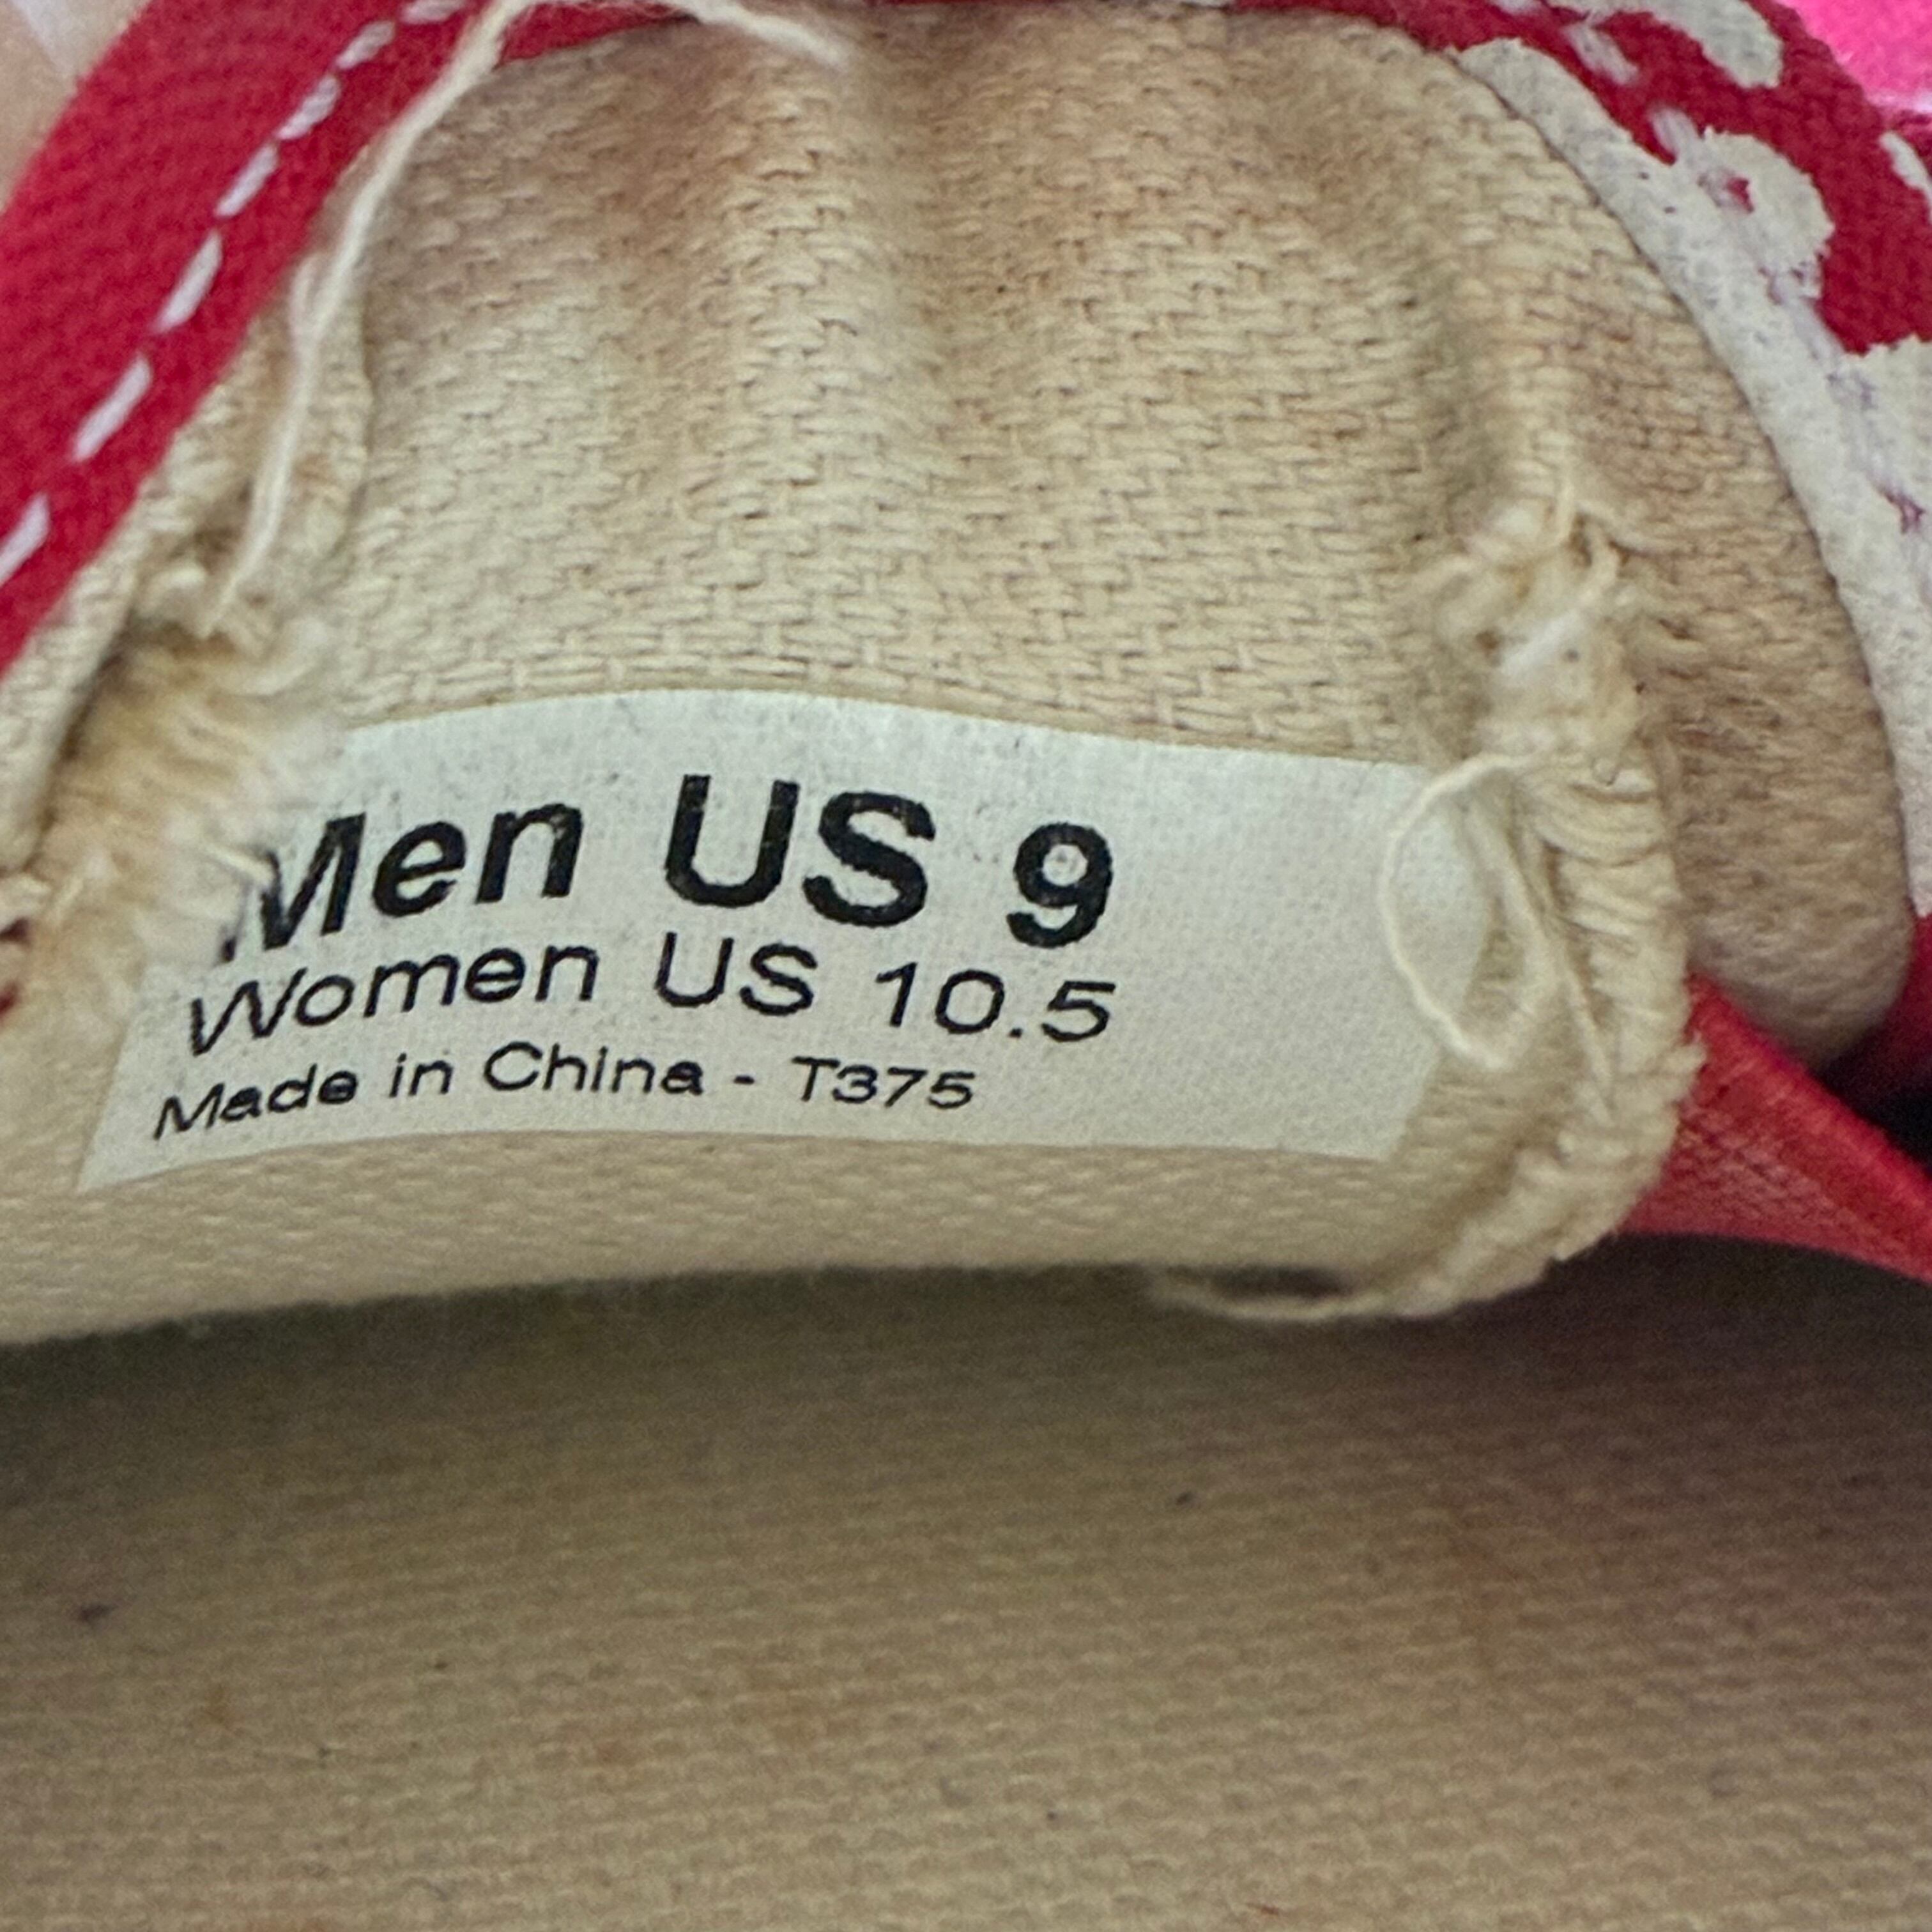 Men US 9
Women US 10.5
Made in China - T375